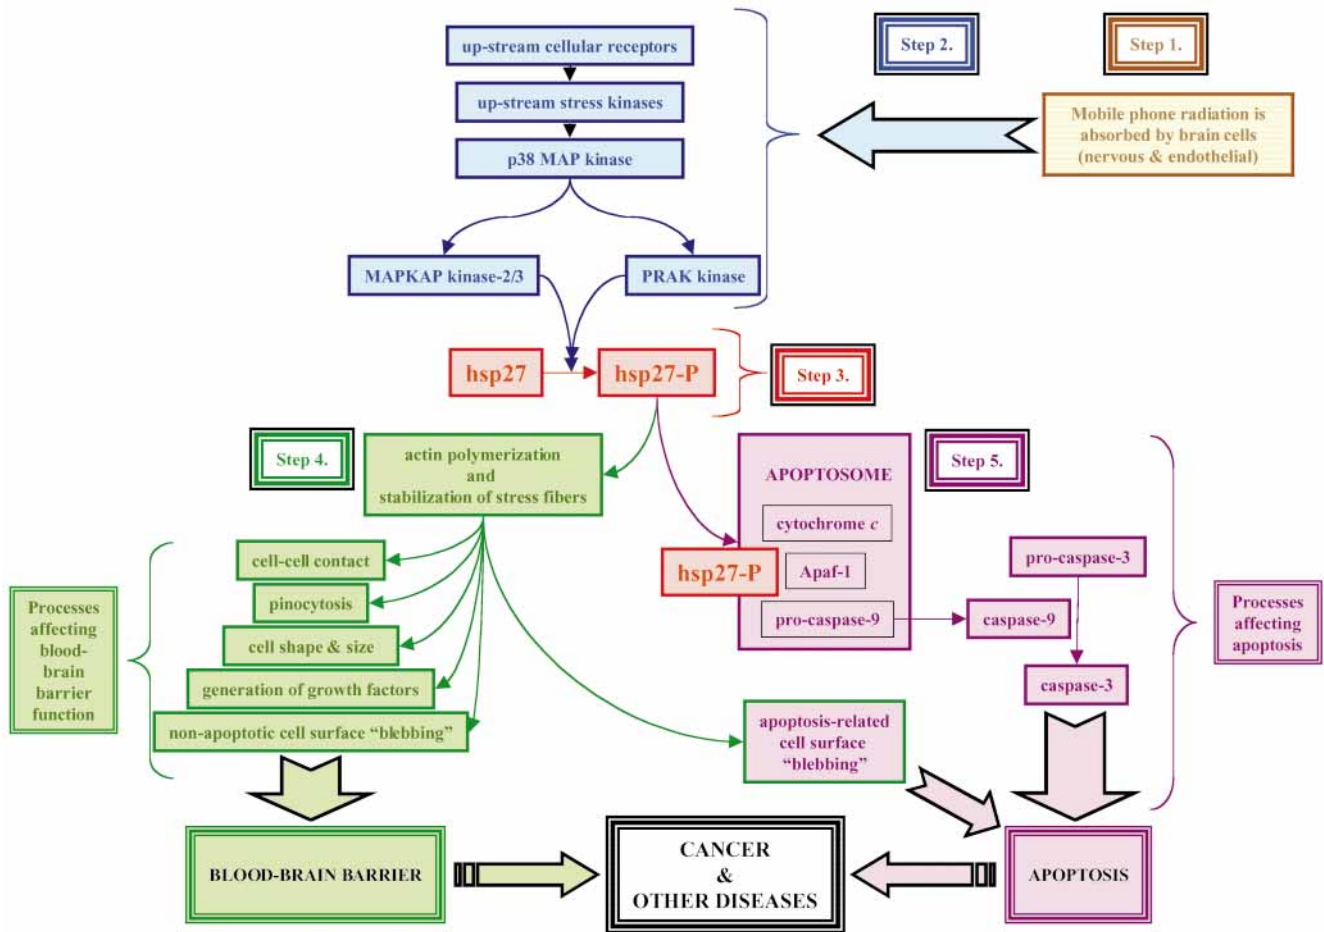 up-stream cellular receptors
Step 2.
Step 1.
up-stream stress kinases
Mobile phone radiation is
absorbed by brain cells
(nervous & endothelial)
p38 MAP kinase
MAPKAP kinase-2/3
PRAK kinase
hsp27
hsp27-P
Step 3.
Step 4.
actin polymerization
and
stabilization of stress fibers
APOPTOSOME
Step 5.
cytochrome c
hsp27-P
Apaf-1
pro-caspase-9
caspase-9
pro-caspase-3
caspase-3
Processes
affecting
apoptosis
Processes
affecting
blood-
brain
barrier
function
cell-cell contact
pinocytosis
cell shape & size
generation of growth factors
non-apoptotic cell surface “blebbing”
apoptosis-related
cell surface
“blebbing”
BLOOD-BRAIN BARRIER
CANCER
&
OTHER DISEASES
APOPTOSIS